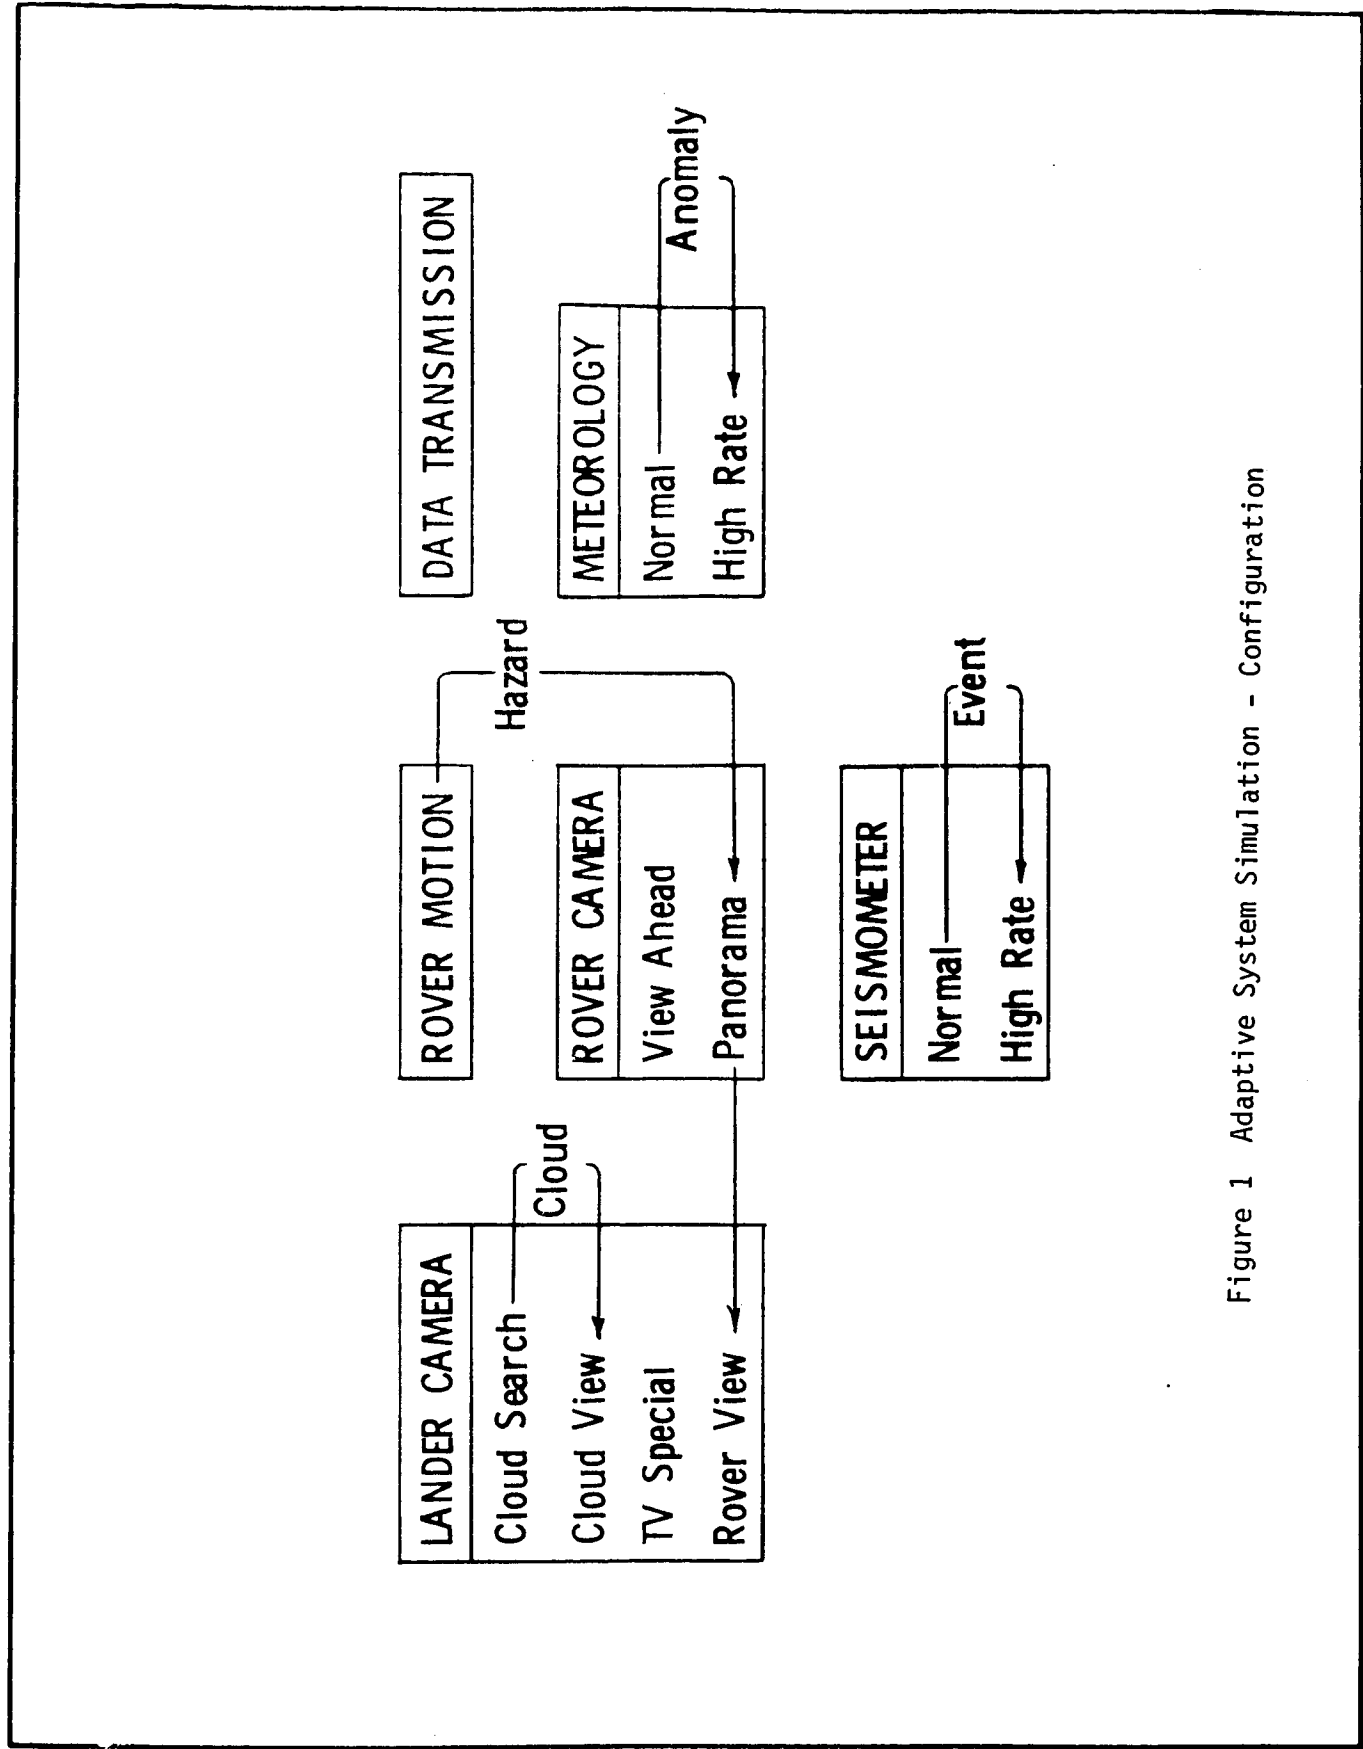 LANDER CAMERA
Cloud Search
Cloud View
TV Special
Rover View
Cloud
ROVER MOTION
Hazard
ROVER CAMERA
View Ahead
Panorama
SEISMOMETER
Normal
High Rate
Event
DATA TRANSMISSION
METEOROLOGY
Normal
High Rate
Anomaly
Figure 1 Adaptive System Simulation - Configuration